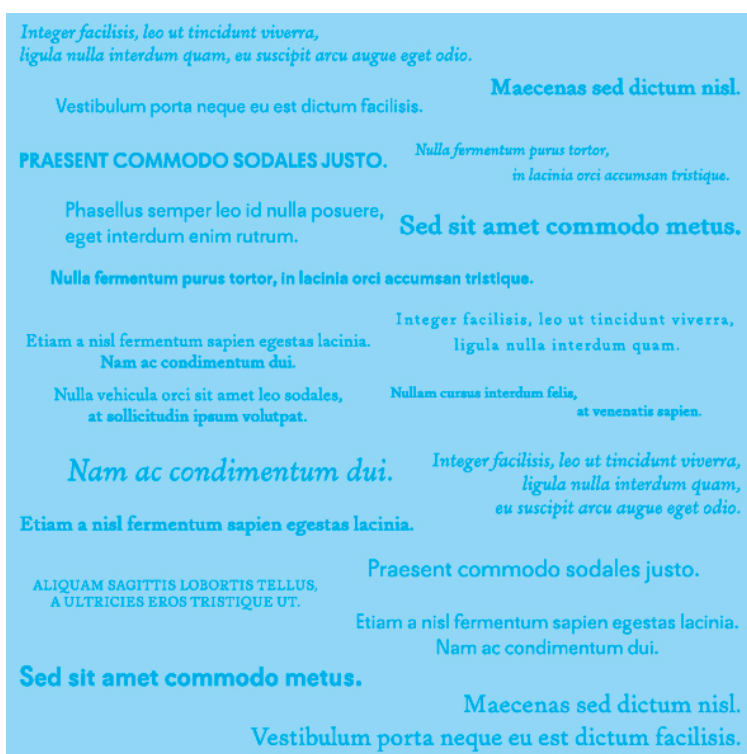 Integer facilisis, leo ut tincidunt viverra,
ligula nulla interdum quam, eu suscipit arcu augue eget odio.
Maecenas sed dictum nisl.
Vestibulum porta neque eu est dictum facilisis.
PRAESENT COMMODO SODALES JUSTO.
Nulla fermentum purus tortor,
in lacinia orci accumsan tristique.
Phasellus semper leo id nulla posuere,
eget interdum enim rutrum.
Sed sit amet commodo metus.
Nulla fermentum purus tortor, in lacinia orci accumsan tristique.
Integer facilisis, leo ut tincidunt viverra,
ligula nulla interdum quam.
Etiam a nisl fermentum sapien egestas lacinia.
Nam ac condimentum dui.
Nulla vehicula orci sit amet leo sodales,
at sollicitudin ipsum volutpat.
Nullam cursus interdum felis,
at venenatis sapien.
Nam ac condimentum dui.
Integer facilisis, leo ut tincidunt viverra,
ligula nulla interdum quam,
eu suscipit arcu augue eget odio.
Etiam a nisl fermentum sapien egestas lacinia.
Praesent commodo sodales justo.
ALIQUAM SAGITTIS LOBORTIS TELLUS,
A ULTRICIES EROS TRISTIQUE UT.
Etiam a nisl fermentum sapien egestas lacinia.
Nam ac condimentum dui.
Sed sit amet commodo metus.
Maecenas sed dictum nisl.
Vestibulum porta neque eu est dictum facilisis.